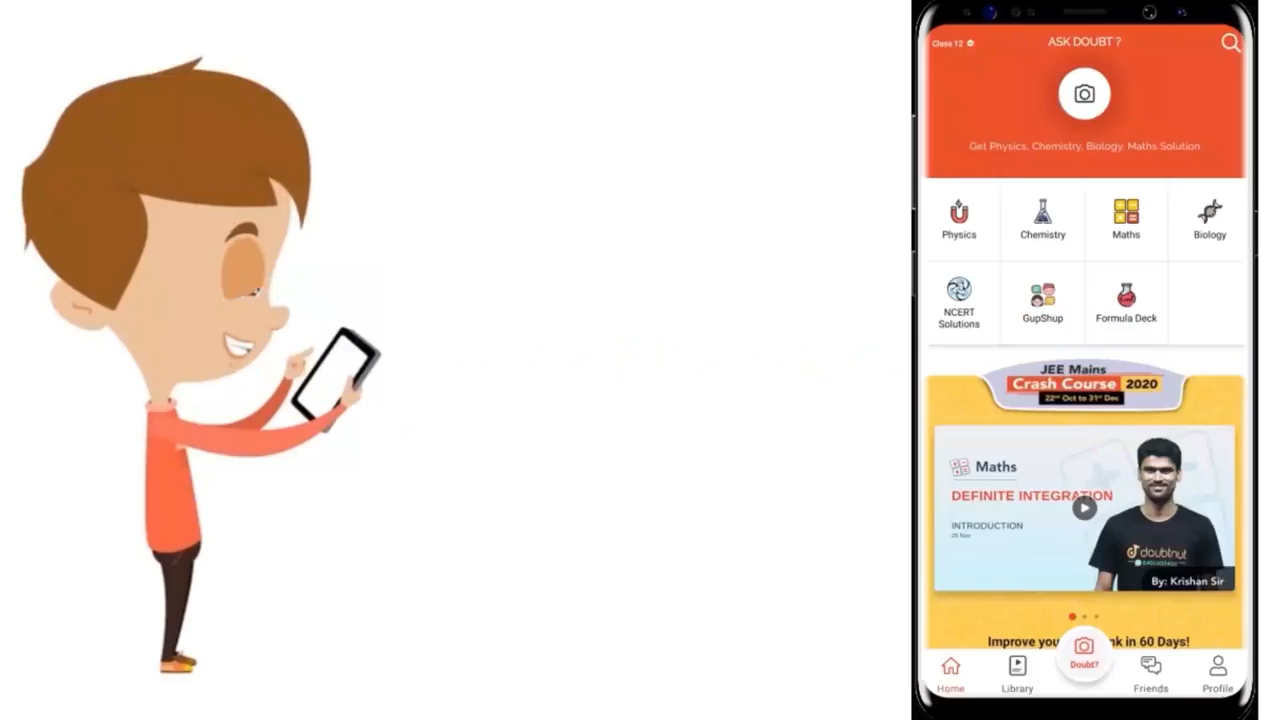 Class 12
ASK DOUBT ?
Get Physics, Chemistry, Biology, Maths Solution
Physics
Chemistry
Maths
Biology
NCERT
Solutions
GupShup
Formula Deck
JEE Mains
Crash Course 2020
22nd Oct to 31st Dec
Maths
DEFINITE INTEGRATION
INTRODUCTION
25 Nov
doubtnut
By: Krishan Sir
in 60 Days!
Doubt?
Home
Library
Friends
Profile